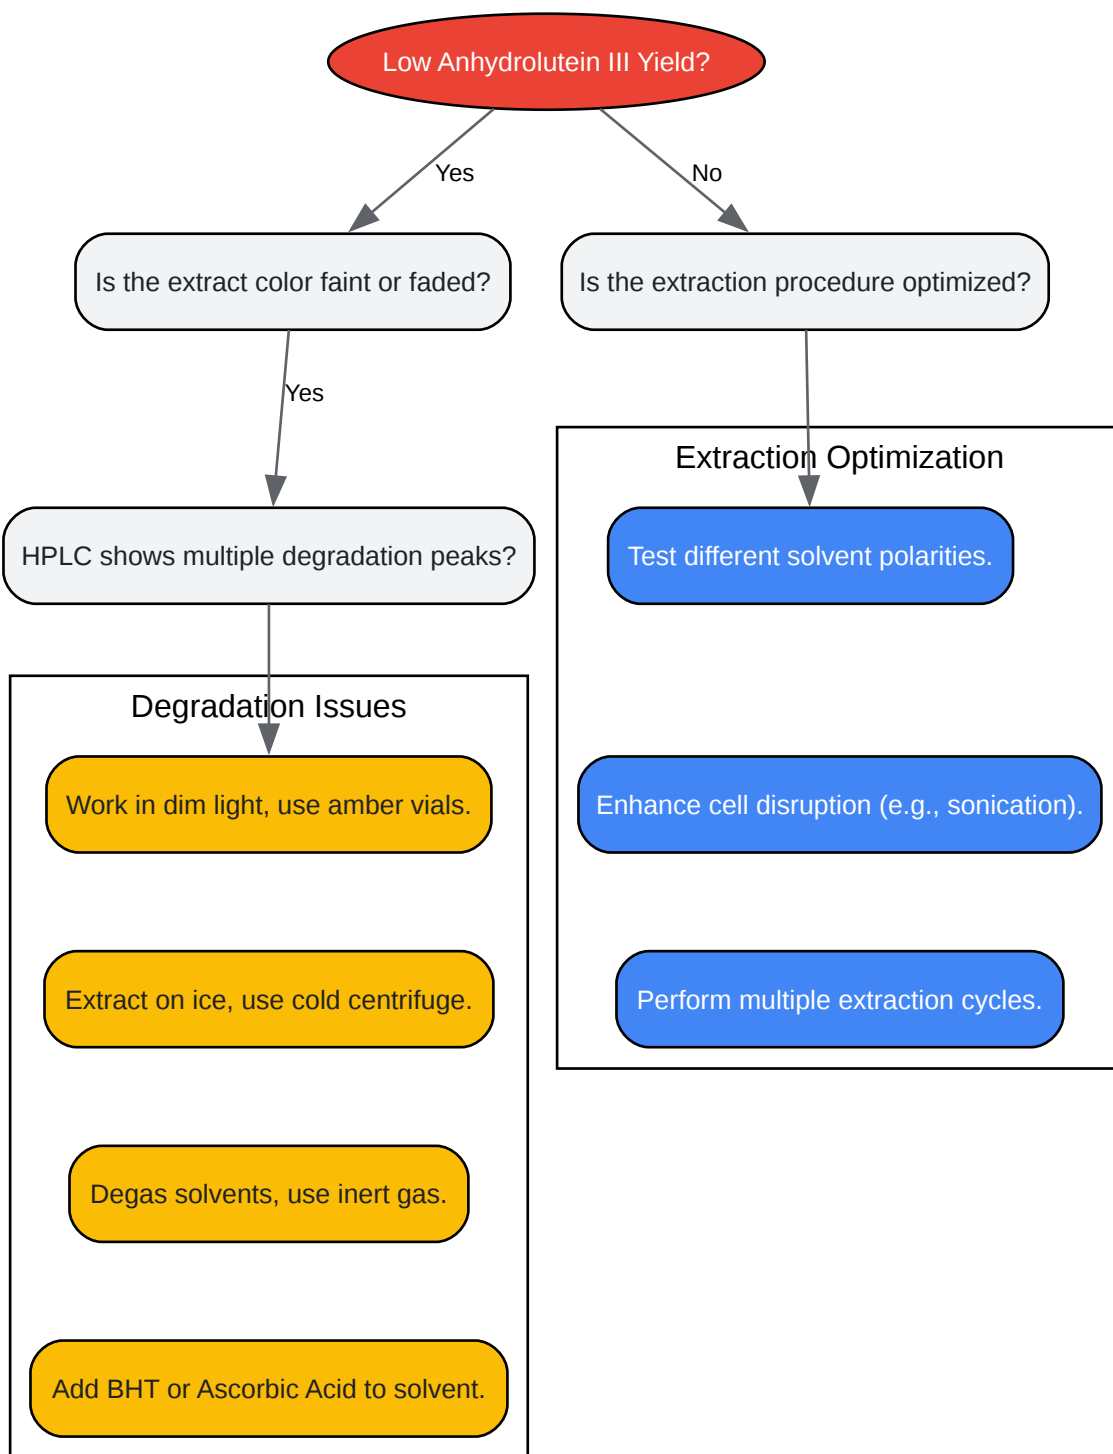 Low Anhydrolutein III Yield?
Yes
No
Is the extract color faint or faded?
Is the extraction procedure optimized?
Yes
Extraction Optimization
HPLC shows multiple degradation peaks?
Test different solvent polarities.
Degradation Issues
Work in dim light, use amber vials.
Enhance cell disruption (e.g., sonication).
Extract on ice, use cold centrifuge.
Perform multiple extraction cycles.
Degas solvents, use inert gas.
Add BHT or Ascorbic Acid to solvent.